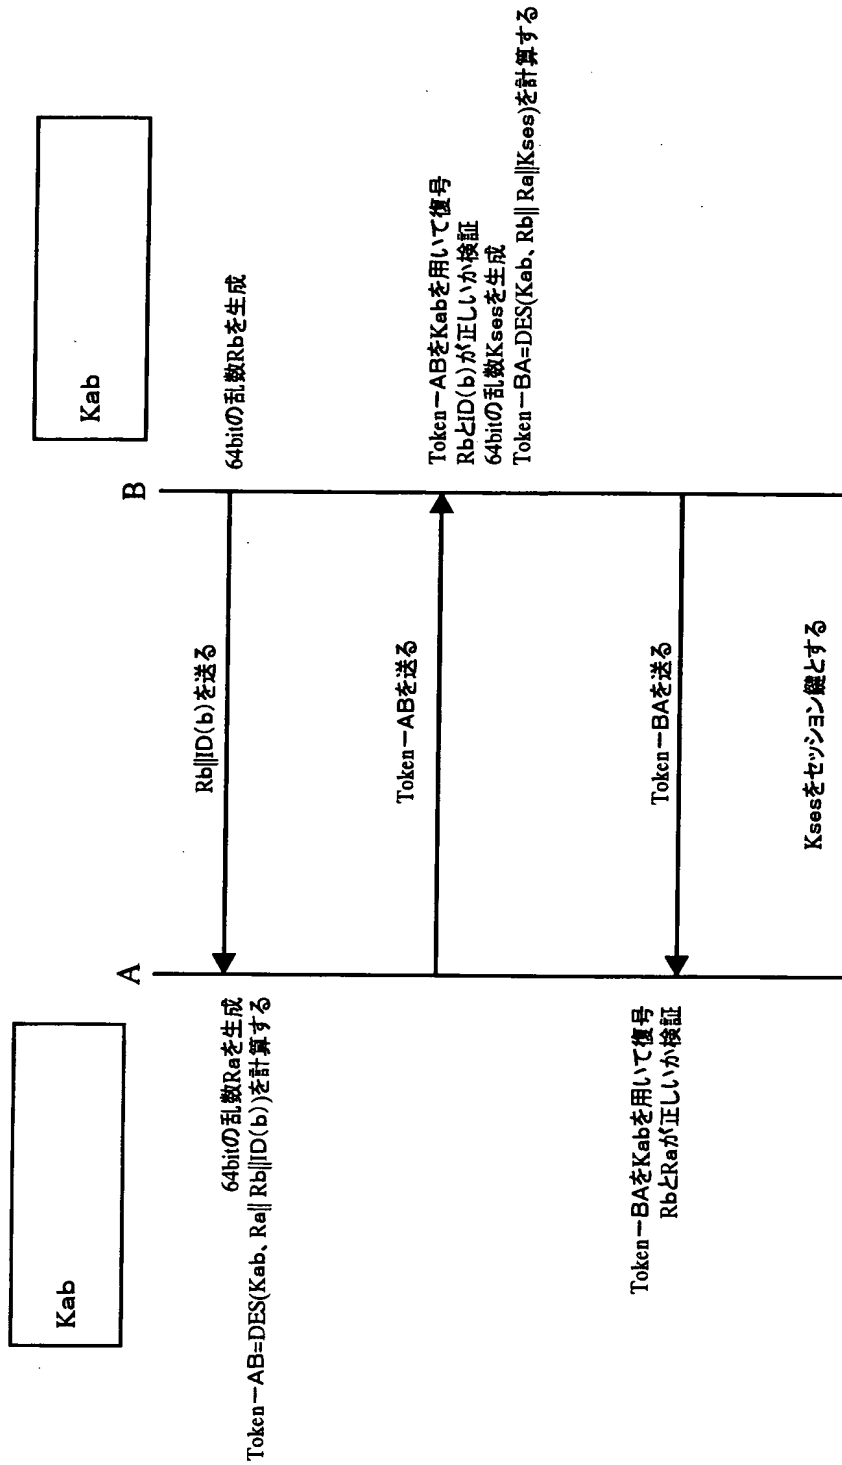 Kab
Kab
A
B
64bitの乱数Rbを生成
Rb||ID(b)を送る
64bitの乱数Raを生成
Token－AB=DES(Kab、Ra|| Rb||ID(b))を計算する
Token－ABを送る
Token－ABをKabを用いて復号
RbとID(b)が正しいか検証
64bitの乱数Ksesを生成
Token－BA=DES(Kab、Rb|| Ra||Kses)を計算する
Token－BAを送る
Token－BAをKabを用いて復号
RbとRaが正しいか検証
Ksesをセッション鍵とする